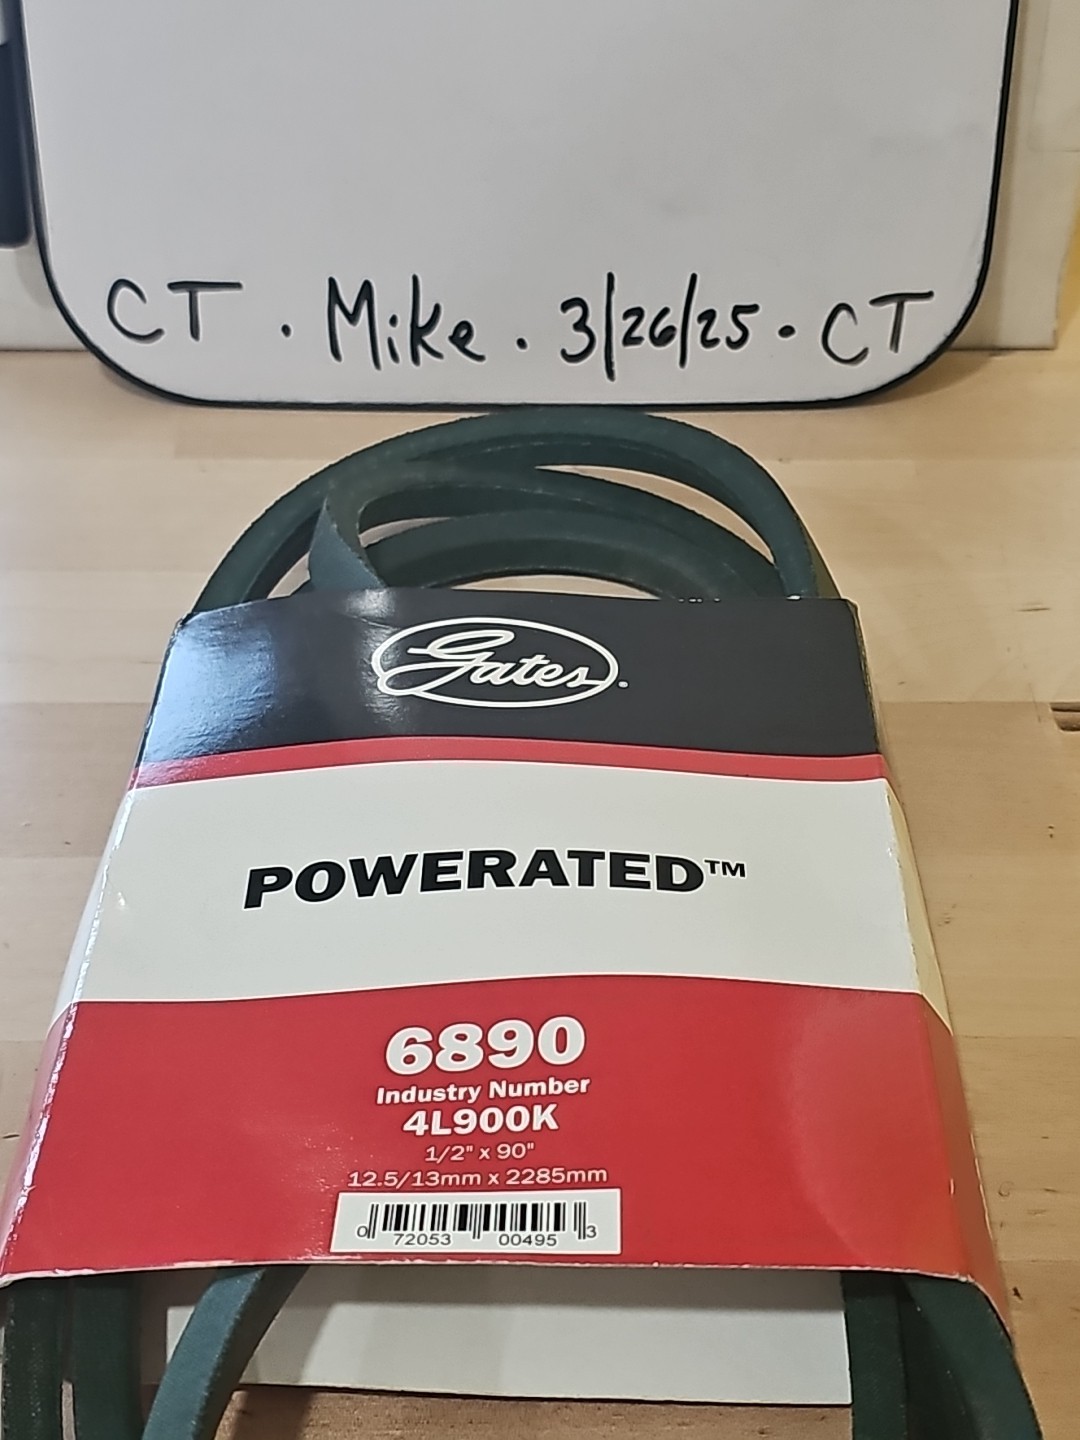 CT . Mike . 3/26/25 . CT
Gates.
POWERATED™
6890
Industry Number
4L900K
1/2" x 90"
12.5/13mm x 2285mm
0 72053 00495 3